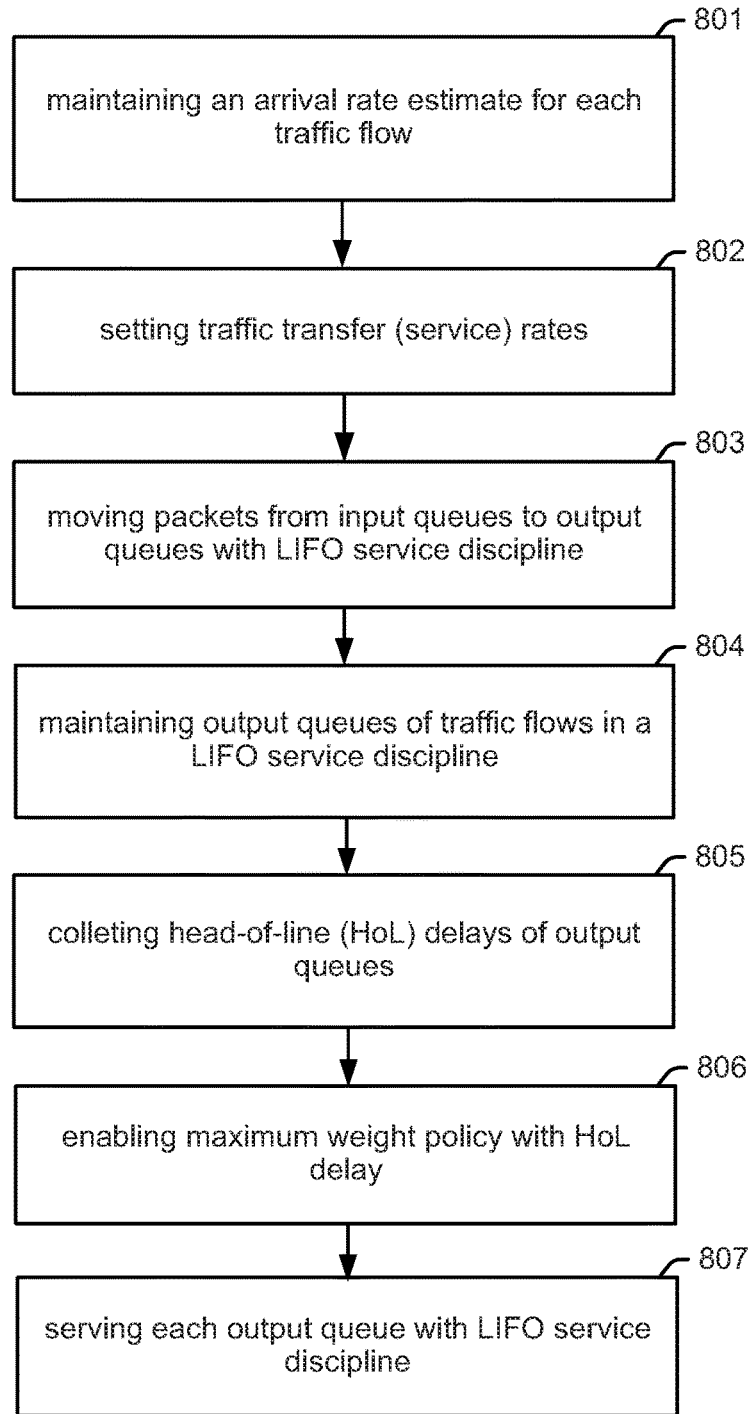 801
maintaining an arrival rate estimate for each
traffic flow
802
setting traffic transfer (service) rates
803
moving packets from input queues to output
queues with LIFO service discipline
804
maintaining output queues of traffic flows in a
LIFO service discipline
805
colleting head-of-line (HoL) delays of output
queues
806
enabling maximum weight policy with HoL
delay
807
serving each output queue with LIFO service
discipline